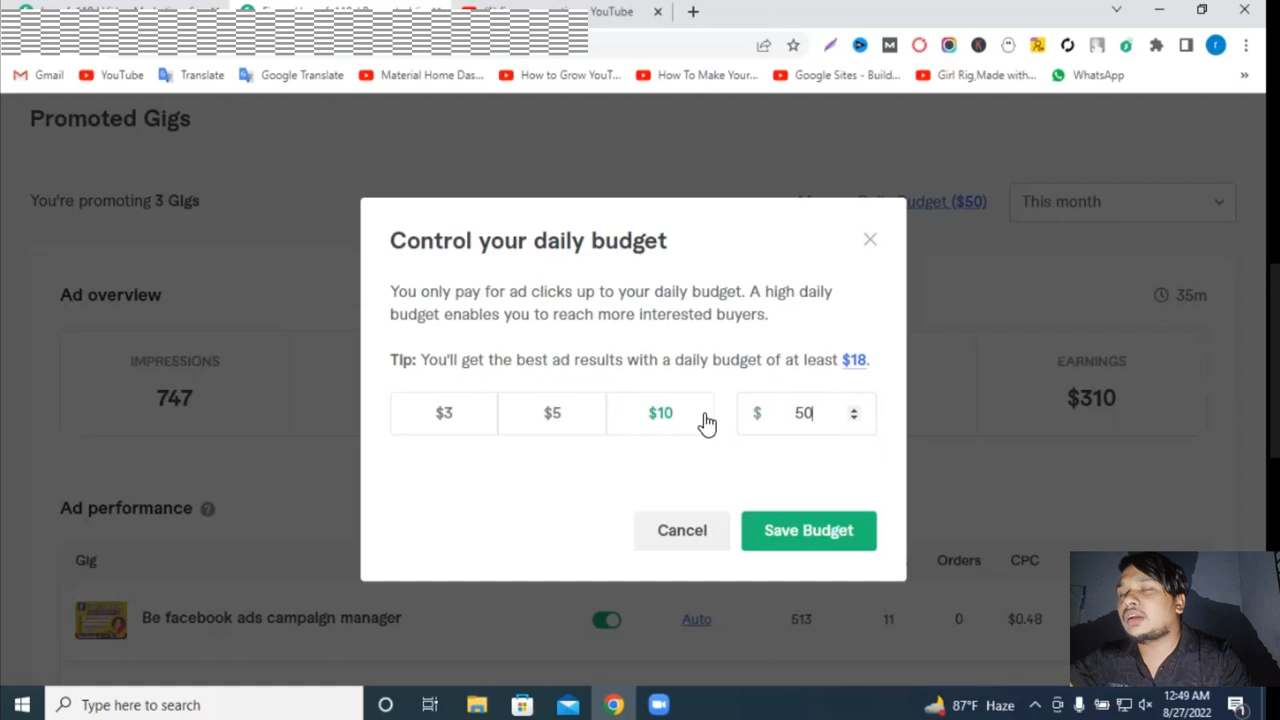 YouTube
Gmail
YouTube
Translate
Google Translate
Material Home Das...
How to Grow YouT...
How To Make Your...
Google Sites - Build...
Girl Rig,Made with...
WhatsApp
»
Promoted Gigs
You're promoting 3 Gigs
udget ($50)
This month
Control your daily budget
You only pay for ad clicks up to your daily budget. A high daily
budget enables you to reach more interested buyers.
Tip: You'll get the best ad results with a daily budget of at least $18.
$3
$5
$10
$ 50
Cancel
Save Budget
Ad overview
35m
IMPRESSIONS
747
EARNINGS
$310
Ad performance
Gig
Orders
CPC
Be facebook ads campaign manager
Auto
513
11
0
$0.48
Type here to search
87°F Haze
12:49 AM
8/27/2022
1